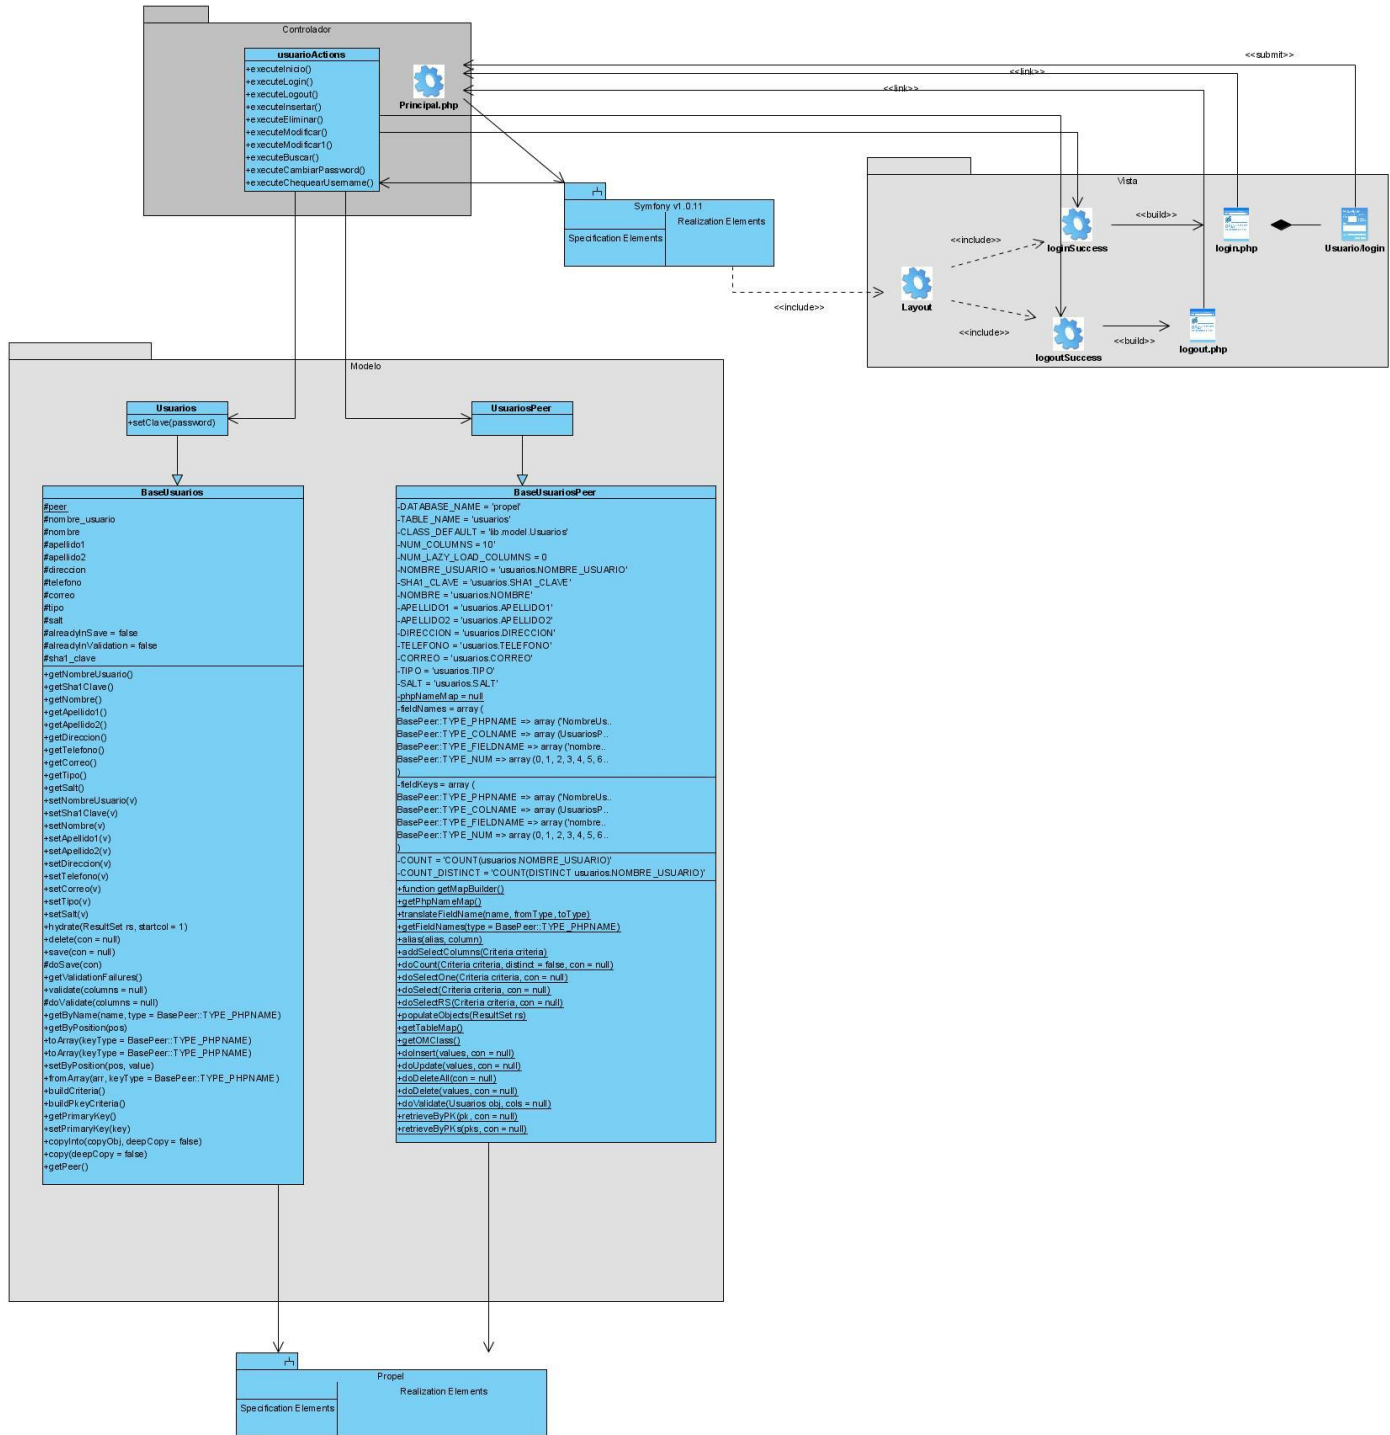 Controlador
usuarioActions
+executeInicio()
+executeLogin()
+executeLogout()
+executeInsertar()
+executeEliminar()
+executeModificar()
+executeModificar1()
+executeBuscar()
+executeCambiarPassword()
+executeChequearUsername()
Principal.php
<<submit>>
<<link>>
<<link>>
Symfony v1.0.11
Specification Elements
Realization Elements
<<include>>
Vista
Layout
<<include>>
<<include>>
loginSuccess
<<build>>
login.php
Usuario/login
logoutSuccess
<<build>>
logout.php
Modelo
Usuarios
+setClave(password)
UsuariosPeer
BaseUsuarios
#peer
#nombre_usuario
#nombre
#apellido1
#apellido2
#direccion
#telefono
#correo
#tipo
#salt
#alreadyInSave = false
#alreadyInValidation = false
#sha1_clave
+getNombreUsuario()
+getSha1Clave()
+getNombre()
+getApellido1()
+getApellido2()
+getDireccion()
+getTelefono()
+getCorreo()
+getTipo()
+getSalt()
+setNombreUsuario(v)
+setSha1Clave(v)
+setNombre(v)
+setApellido1(v)
+setApellido2(v)
+setDireccion(v)
+setTelefono(v)
+setCorreo(v)
+setTipo(v)
+setSalt(v)
+hydrate(ResultSet rs, startcol = 1)
+delete(con = null)
+save(con = null)
#doSave(con)
+getValidationFailures()
+validate(columns = null)
#doValidate(columns = null)
+getByName(name, type = BasePeer::TYPE_PHPNAME)
+getByPosition(pos)
+toArray(keyType = BasePeer::TYPE_PHPNAME)
+toArray(keyType = BasePeer::TYPE_PHPNAME)
+setByPosition(pos, value)
+fromArray(arr, keyType = BasePeer::TYPE_PHPNAME)
+buildCriteria()
+buildPkeyCriteria()
+getPrimaryKey()
+setPrimaryKey(key)
+copyInto(copyObj, deepCopy = false)
+copy(deepCopy = false)
+getPeer()
BaseUsuariosPeer
-DATABASE_NAME = 'propel'
-TABLE_NAME = 'usuarios'
-CLASS_DEFAULT = 'lib.model.Usuarios'
-NUM_COLUMNS = 10'
-NUM_LAZY_LOAD_COLUMNS = 0
-NOMBRE_USUARIO = 'usuarios.NOMBRE_USUARIO'
-SHA1_CLAVE = 'usuarios.SHA1_CLAVE'
-NOMBRE = 'usuarios.NOMBRE'
-APELLIDO1 = 'usuarios.APELLIDO1'
-APELLIDO2 = 'usuarios.APELLIDO2'
-DIRECCION = 'usuarios.DIRECCION'
-TELEFONO = 'usuarios.TELEFONO'
-CORREO = 'usuarios.CORREO'
-TIPO = 'usuarios.TIPO'
-SALT = 'usuarios.SALT'
-phpNameMap = null
-fieldNames = array (
BasePeer::TYPE_PHPNAME => array ('NombreUs..
BasePeer::TYPE_COLNAME => array (UsuariosP..
BasePeer::TYPE_FIELDNAME => array ('nombre..
BasePeer::TYPE_NUM => array (0, 1, 2, 3, 4, 5, 6..
)
-fieldKeys = array (
BasePeer::TYPE_PHPNAME => array ('NombreUs..
BasePeer::TYPE_COLNAME => array (UsuariosP..
BasePeer::TYPE_FIELDNAME => array ('nombre..
BasePeer::TYPE_NUM => array (0, 1, 2, 3, 4, 5, 6..
)
-COUNT = 'COUNT(usuarios.NOMBRE_USUARIO)'
-COUNT_DISTINCT = 'COUNT(DISTINCT usuarios.NOMBRE_USUARIO)'
+function getMapBuilder()
+getPhpNameMap()
+translateFieldName(name, fromType, toType)
+getFieldNames(type = BasePeer::TYPE_PHPNAME)
+alias(alias, column)
+addSelectColumns(Criteria criteria)
+doCount(Criteria criteria, distinct = false, con = null)
+doSelectOne(Criteria criteria, con = null)
+doSelect(Criteria criteria, con = null)
+doSelectRS(Criteria criteria, con = null)
+populateObjects(ResultSet rs)
+getTableMap()
+getOMClass()
+doInsert(values, con = null)
+doUpdate(values, con = null)
+doDeleteAll(con = null)
+doDelete(values, con = null)
+doValidate(Usuarios obj, cols = null)
+retrieveByPK(pk, con = null)
+retrieveByPKs(pks, con = null)
Propel
Realization Elements
Specification Elements